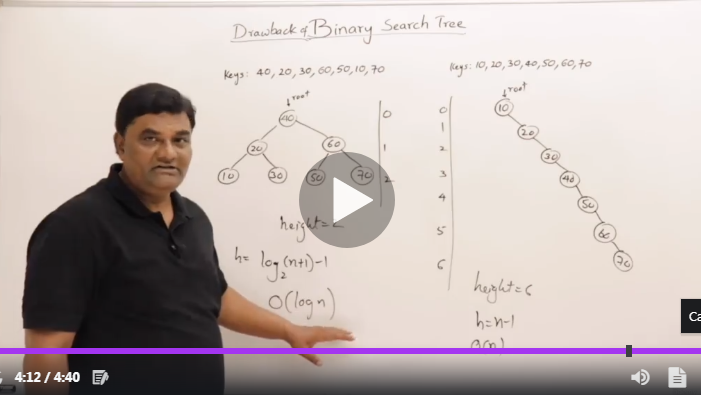 Drawback of Binary Search Tree
Keys: 40, 20, 30, 60, 50, 10, 70
Keys: 10, 20, 30, 40, 50, 60, 70
root
40
20
60
10
30
50
70
0
1
2
height=2
h= log2(n+1)-1
O(logn)
root
10
20
30
40
50
60
70
0
1
2
3
4
5
6
height=6
h=n-1
O(n)
Ca
4:12 / 4:40